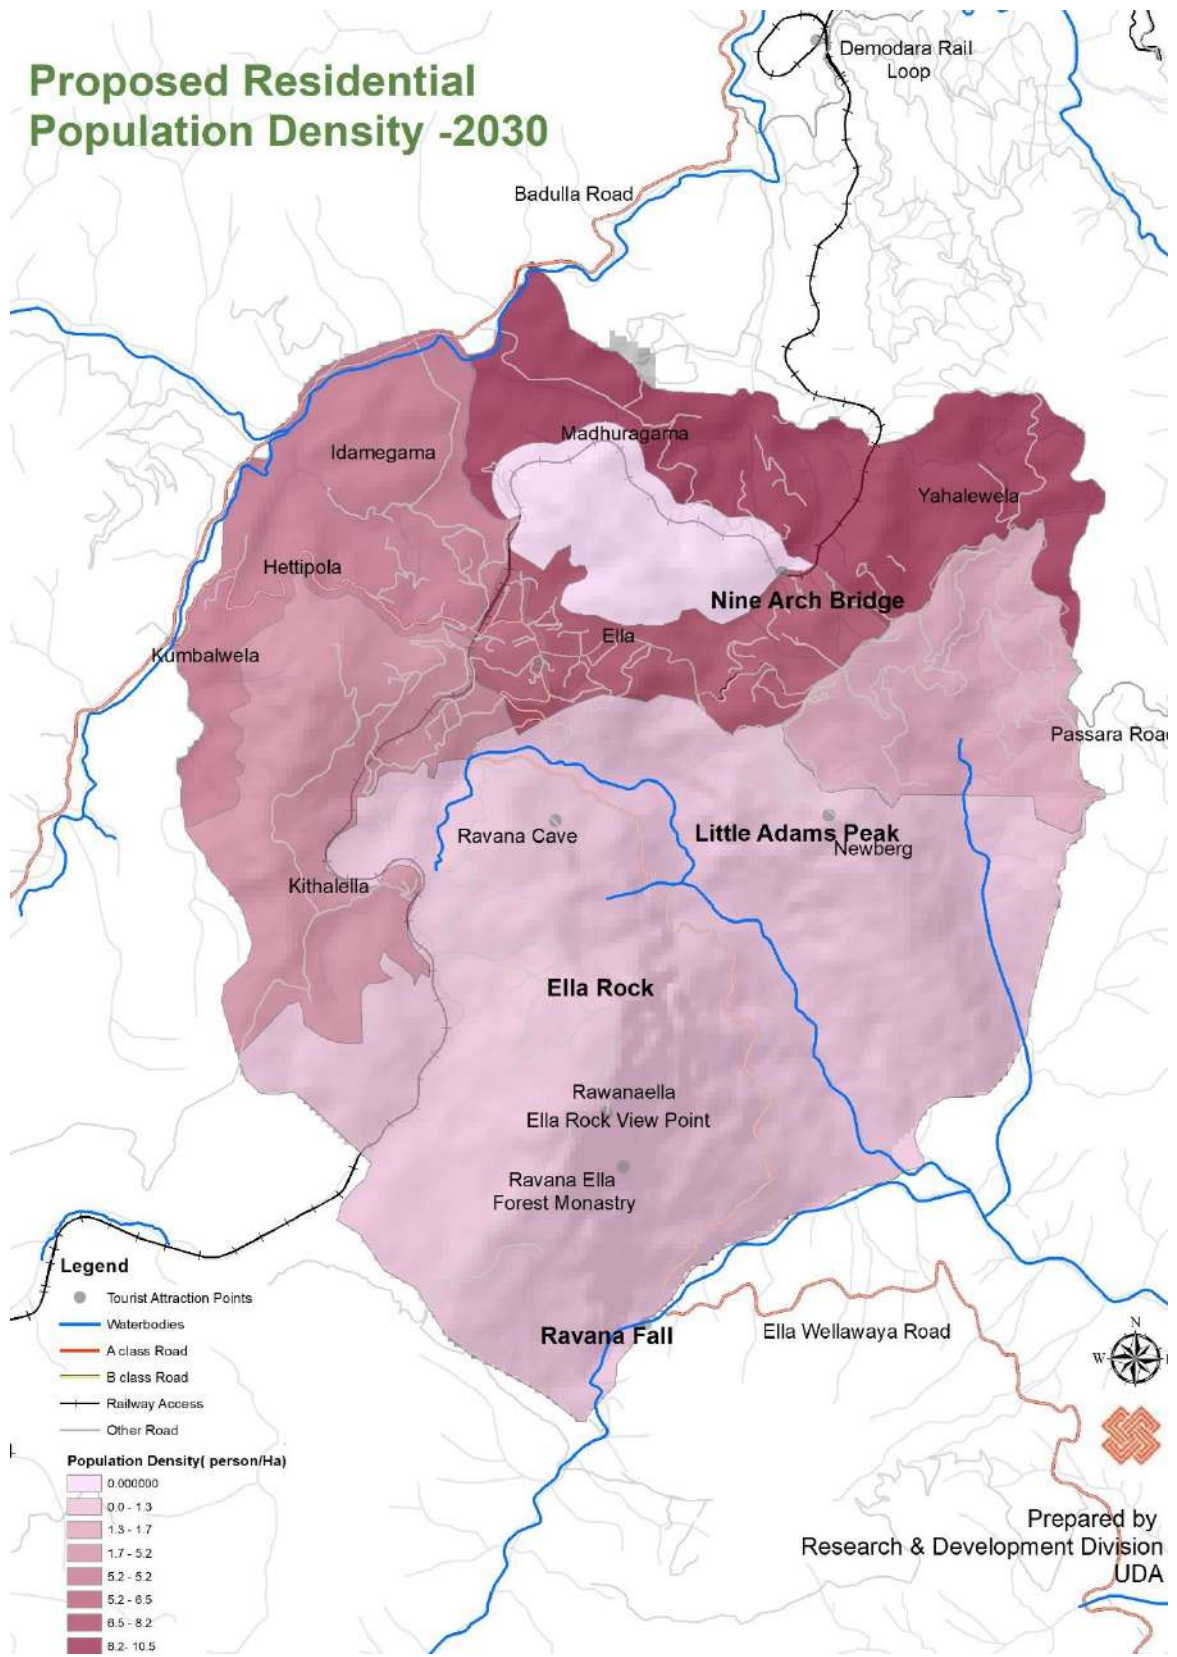 Proposed Residential
Population Density -2030
Demodara Rail
Loop
Badulla Road
Madhuragama
Idamegama
Yahalewela
Hettipola
Nine Arch Bridge
Ella
Kumbalwela
Passara Road
Ravana Cave
Little Adams Peak
Newberg
Kithalella
Ella Rock
Rawanaella
Ella Rock View Point
Ravana Ella
Forest Monastry
Ravana Fall
Ella Wellawaya Road
N
W
Legend
Tourist Attraction Points
Waterbodies
A class Road
B class Road
Railway Access
Other Road
Population Density( person/Ha)
0.000000
0.0 - 1.3
1.3 - 1.7
1.7 - 5.2
5.2 - 5.2
5.2 - 6.5
6.5 - 8.2
8.2- 10.5
Prepared by
Research & Development Division
UDA